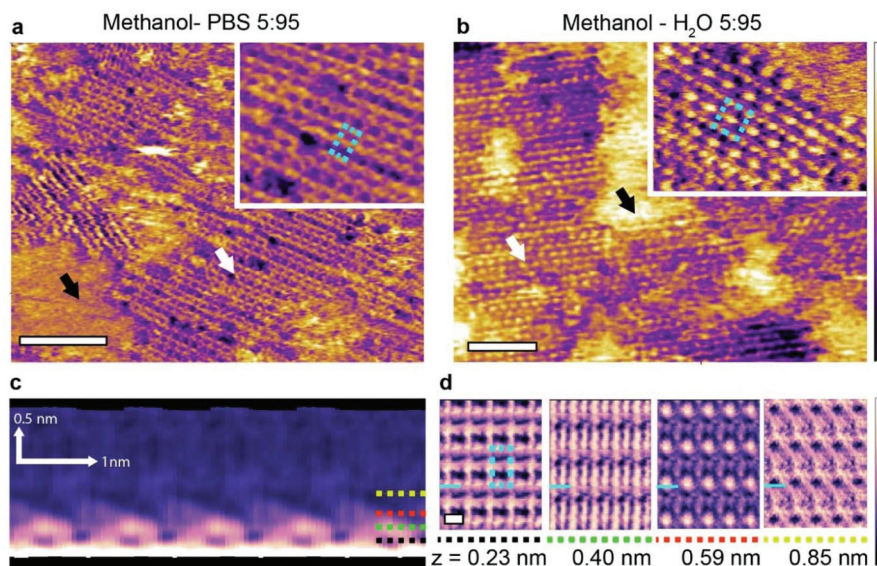 a Methanol- PBS 5:95
b Methanol - H₂O 5:95
c
0.5 nm
1nm
d
z = 0.23 nm 0.40 nm 0.59 nm 0.85 nm